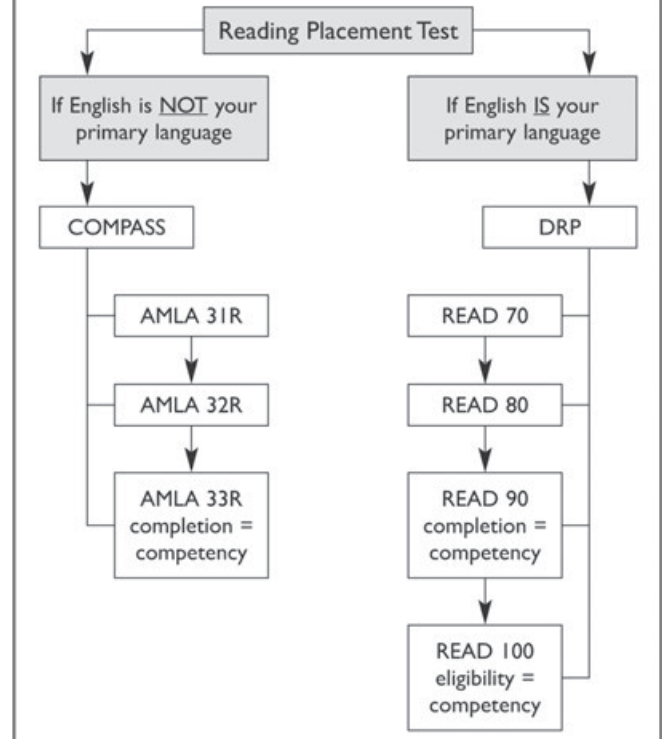 Reading Placement Test
If English is NOT your
primary language
If English IS your
primary language
COMPASS
DRP
AMLA 31R
READ 70
AMLA 32R
READ 80
AMLA 33R
completion =
competency
READ 90
completion =
competency
READ 100
eligibility =
competency